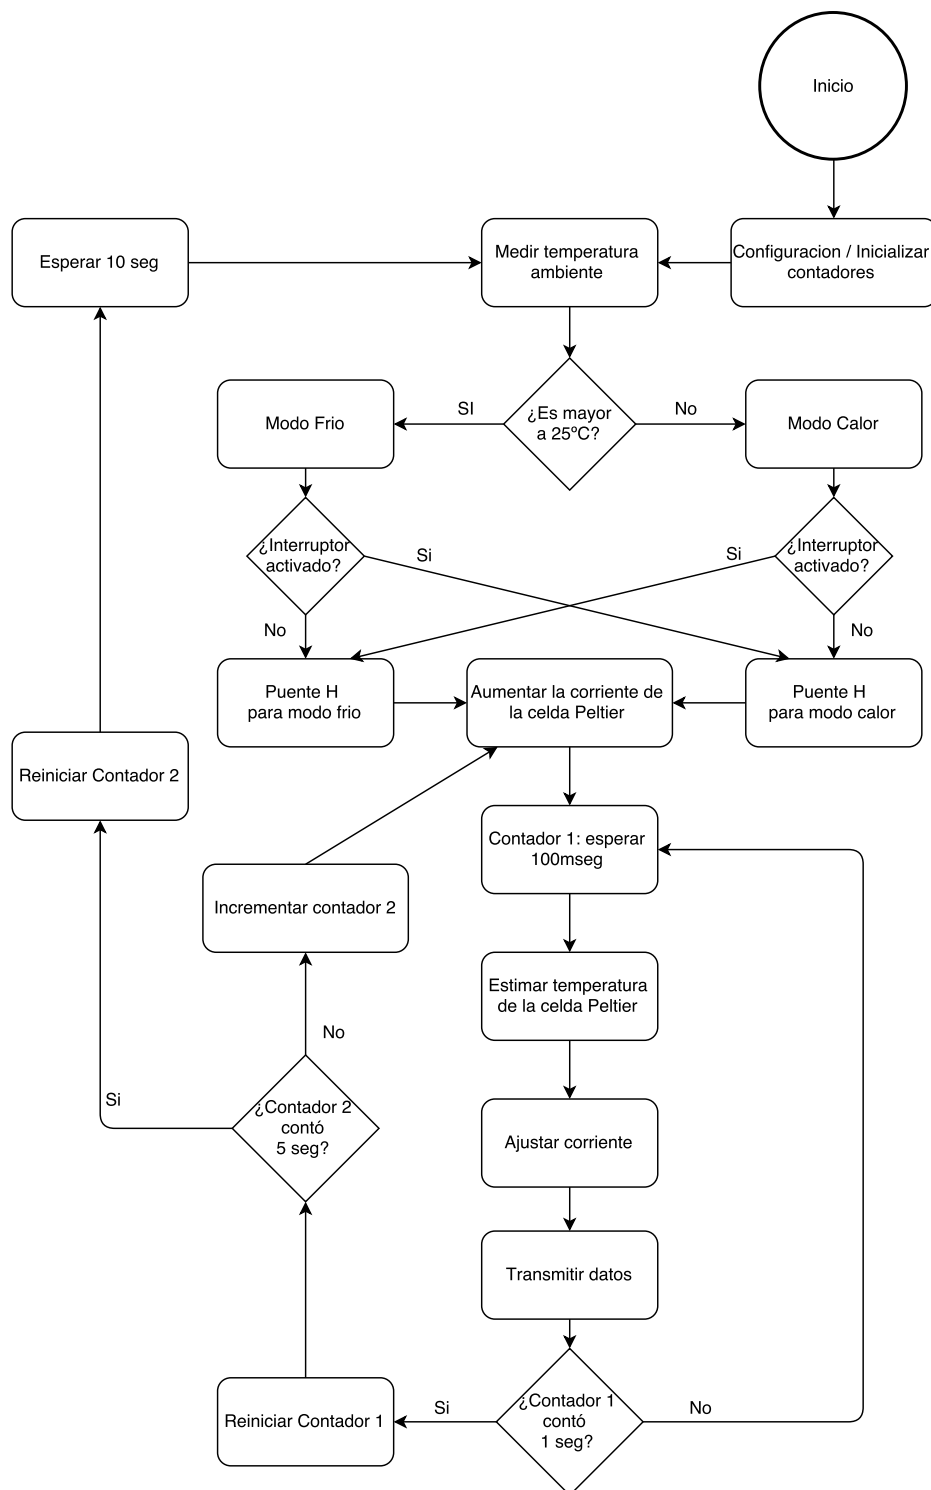 Inicio
Esperar 10 seg
Medir temperatura
ambiente
Configuracion / Inicializar
contadores
Modo Frio
SI
¿Es mayor
a 25ºC?
No
Modo Calor
¿Interruptor
activado?
Si
Si
¿Interruptor
activado?
No
No
Puente H
para modo frio
Aumentar la corriente de
la celda Peltier
Puente H
para modo calor
Reiniciar Contador 2
Contador 1: esperar
100mseg
Incrementar contador 2
Estimar temperatura
de la celda Peltier
No
Si
¿Contador 2
contó
5 seg?
Ajustar corriente
Transmitir datos
Reiniciar Contador 1
Si
¿Contador 1
contó
1 seg?
No